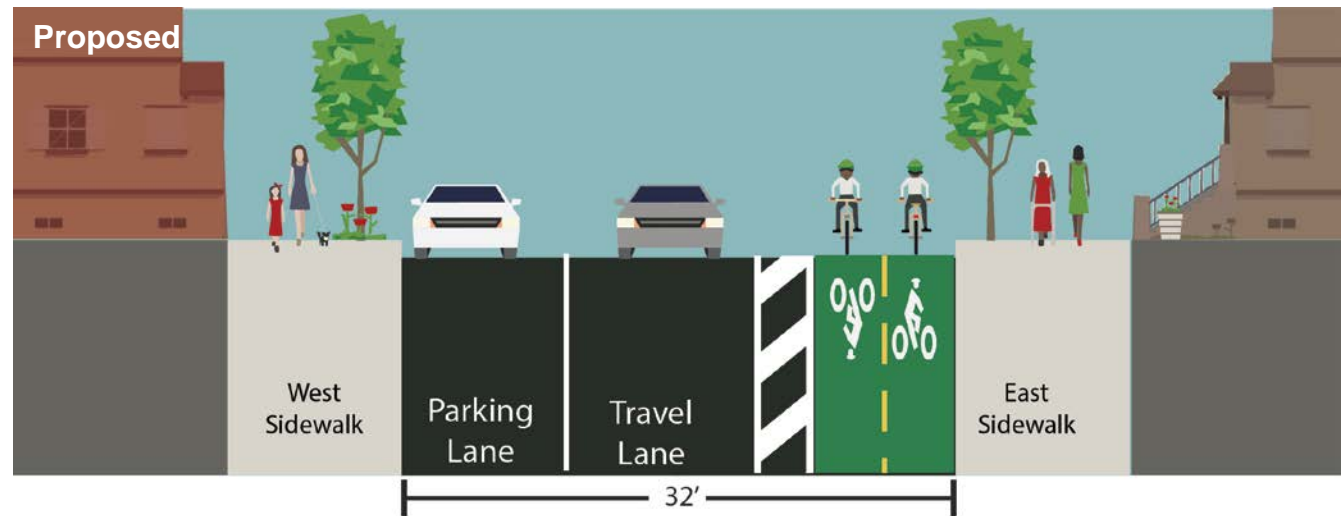 Proposed
West
Sidewalk
Parking
Lane
Travel
Lane
East
Sidewalk
32'